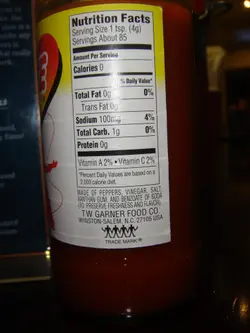 Nutrition Facts
Serving Size 1 tsp. (4g)
Servings About 85
Amount Per Serving
Calories 0
% Daily Value*
Total Fat 0g 0%
Trans Fat 0g
Sodium 100mg 4%
Total Carb. 1g 0%
Protein 0g
Vitamin A 2% • Vitamin C 2%
*Percent Daily Values are based on a
2,000 calorie diet.
MADE OF PEPPERS, VINEGAR, SALT,
XANTHAN GUM, AND BENZOATE OF SODA
(TO PRESERVE FRESHNESS AND FLAVOR).
TW GARNER FOOD CO.
WINSTON-SALEM, N.C. 27105 USA
TRADE MARK ®